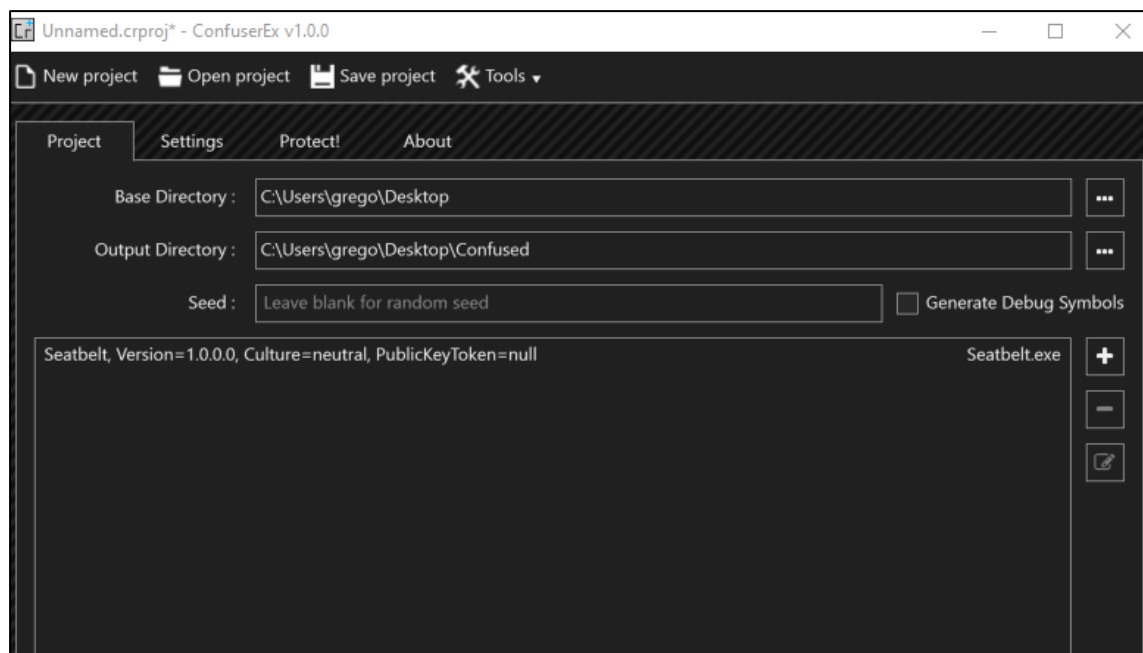 Unnamed.crproj* - ConfuserEx v1.0.0
New project Open project Save project Tools
Project Settings Protect! About
Base Directory : C:\Users\grego\Desktop
Output Directory : C:\Users\grego\Desktop\Confused
Seed : Leave blank for random seed Generate Debug Symbols
Seatbelt, Version=1.0.0.0, Culture=neutral, PublicKeyToken=null Seatbelt.exe